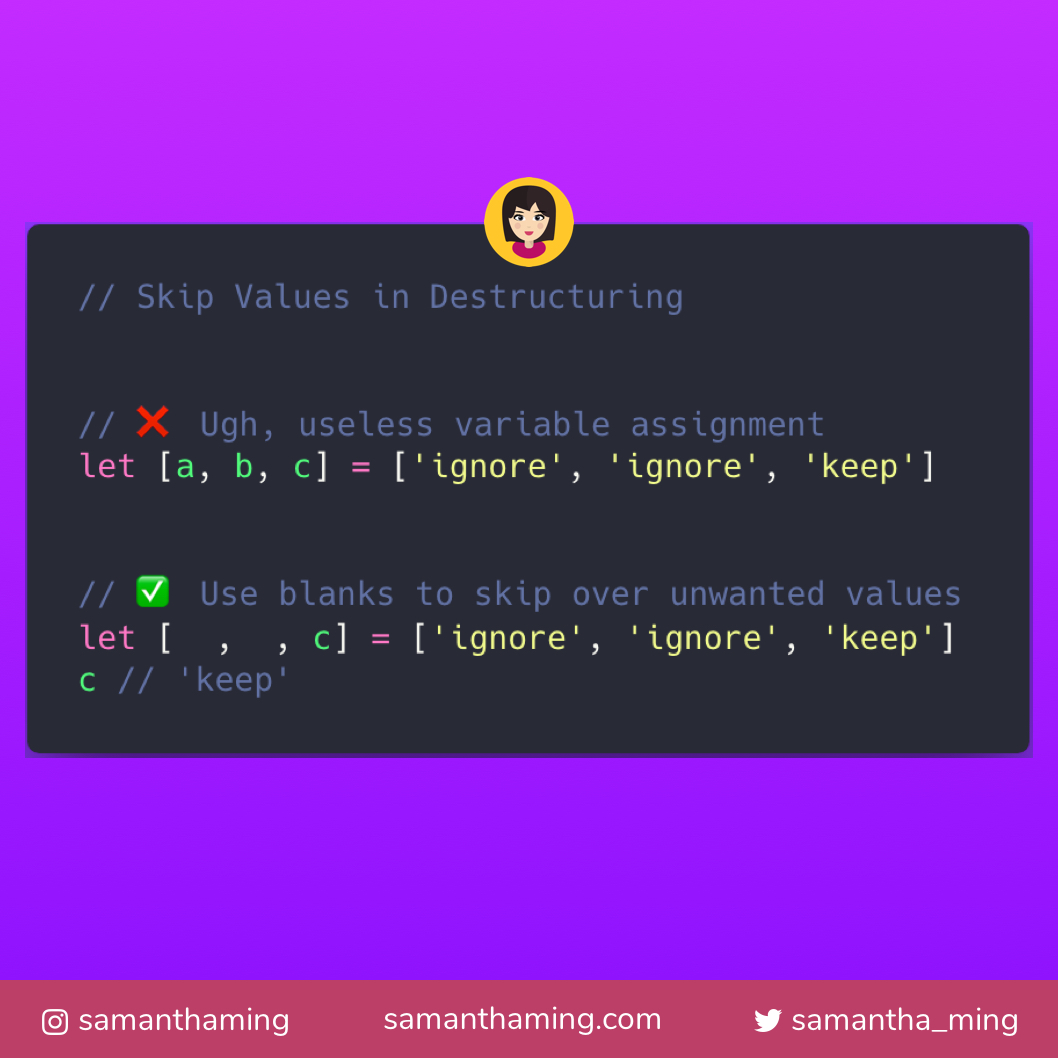 // Skip Values in Destructuring
// ❌ Ugh, useless variable assignment
let [a, b, c] = ['ignore', 'ignore', 'keep']
// ✅ Use blanks to skip over unwanted values
let [  ,  , c] = ['ignore', 'ignore', 'keep']
c // 'keep'
samanthaming samanthaming.com samantha_ming